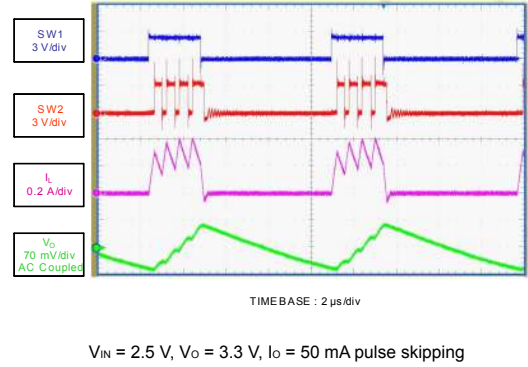 SW1
3 V/div
SW2
3 V/div
IL
0.2 A/div
VO
70 mV/div
AC Coupled
TIMEBASE : 2 µs/div
VIN = 2.5 V, VO = 3.3 V, IO = 50 mA pulse skipping